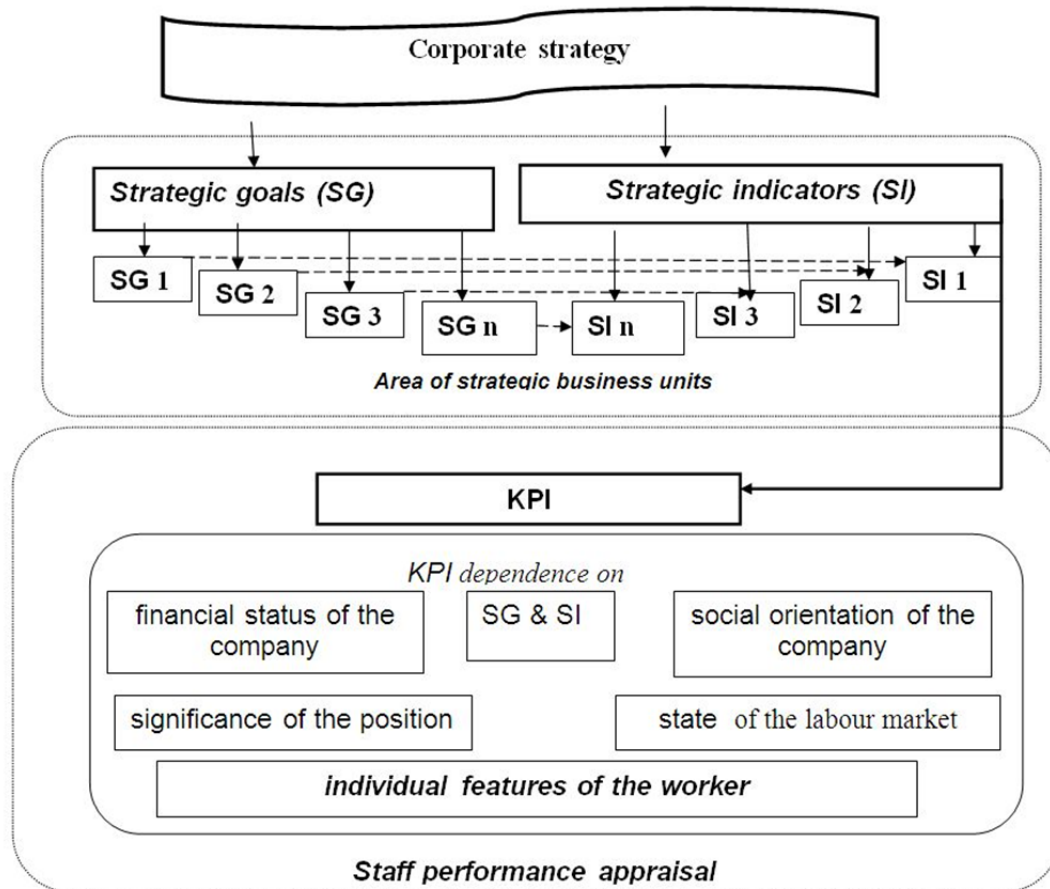 Corporate strategy
Strategic goals (SG)
Strategic indicators (SI)
SG 1
SG 2
SG 3
SG n
SI n
SI 3
SI 2
SI 1
Area of strategic business units
KPI
KPI dependence on
financial status of the
company
SG & SI
social orientation of the
company
significance of the position
state of the labour market
individual features of the worker
Staff performance appraisal